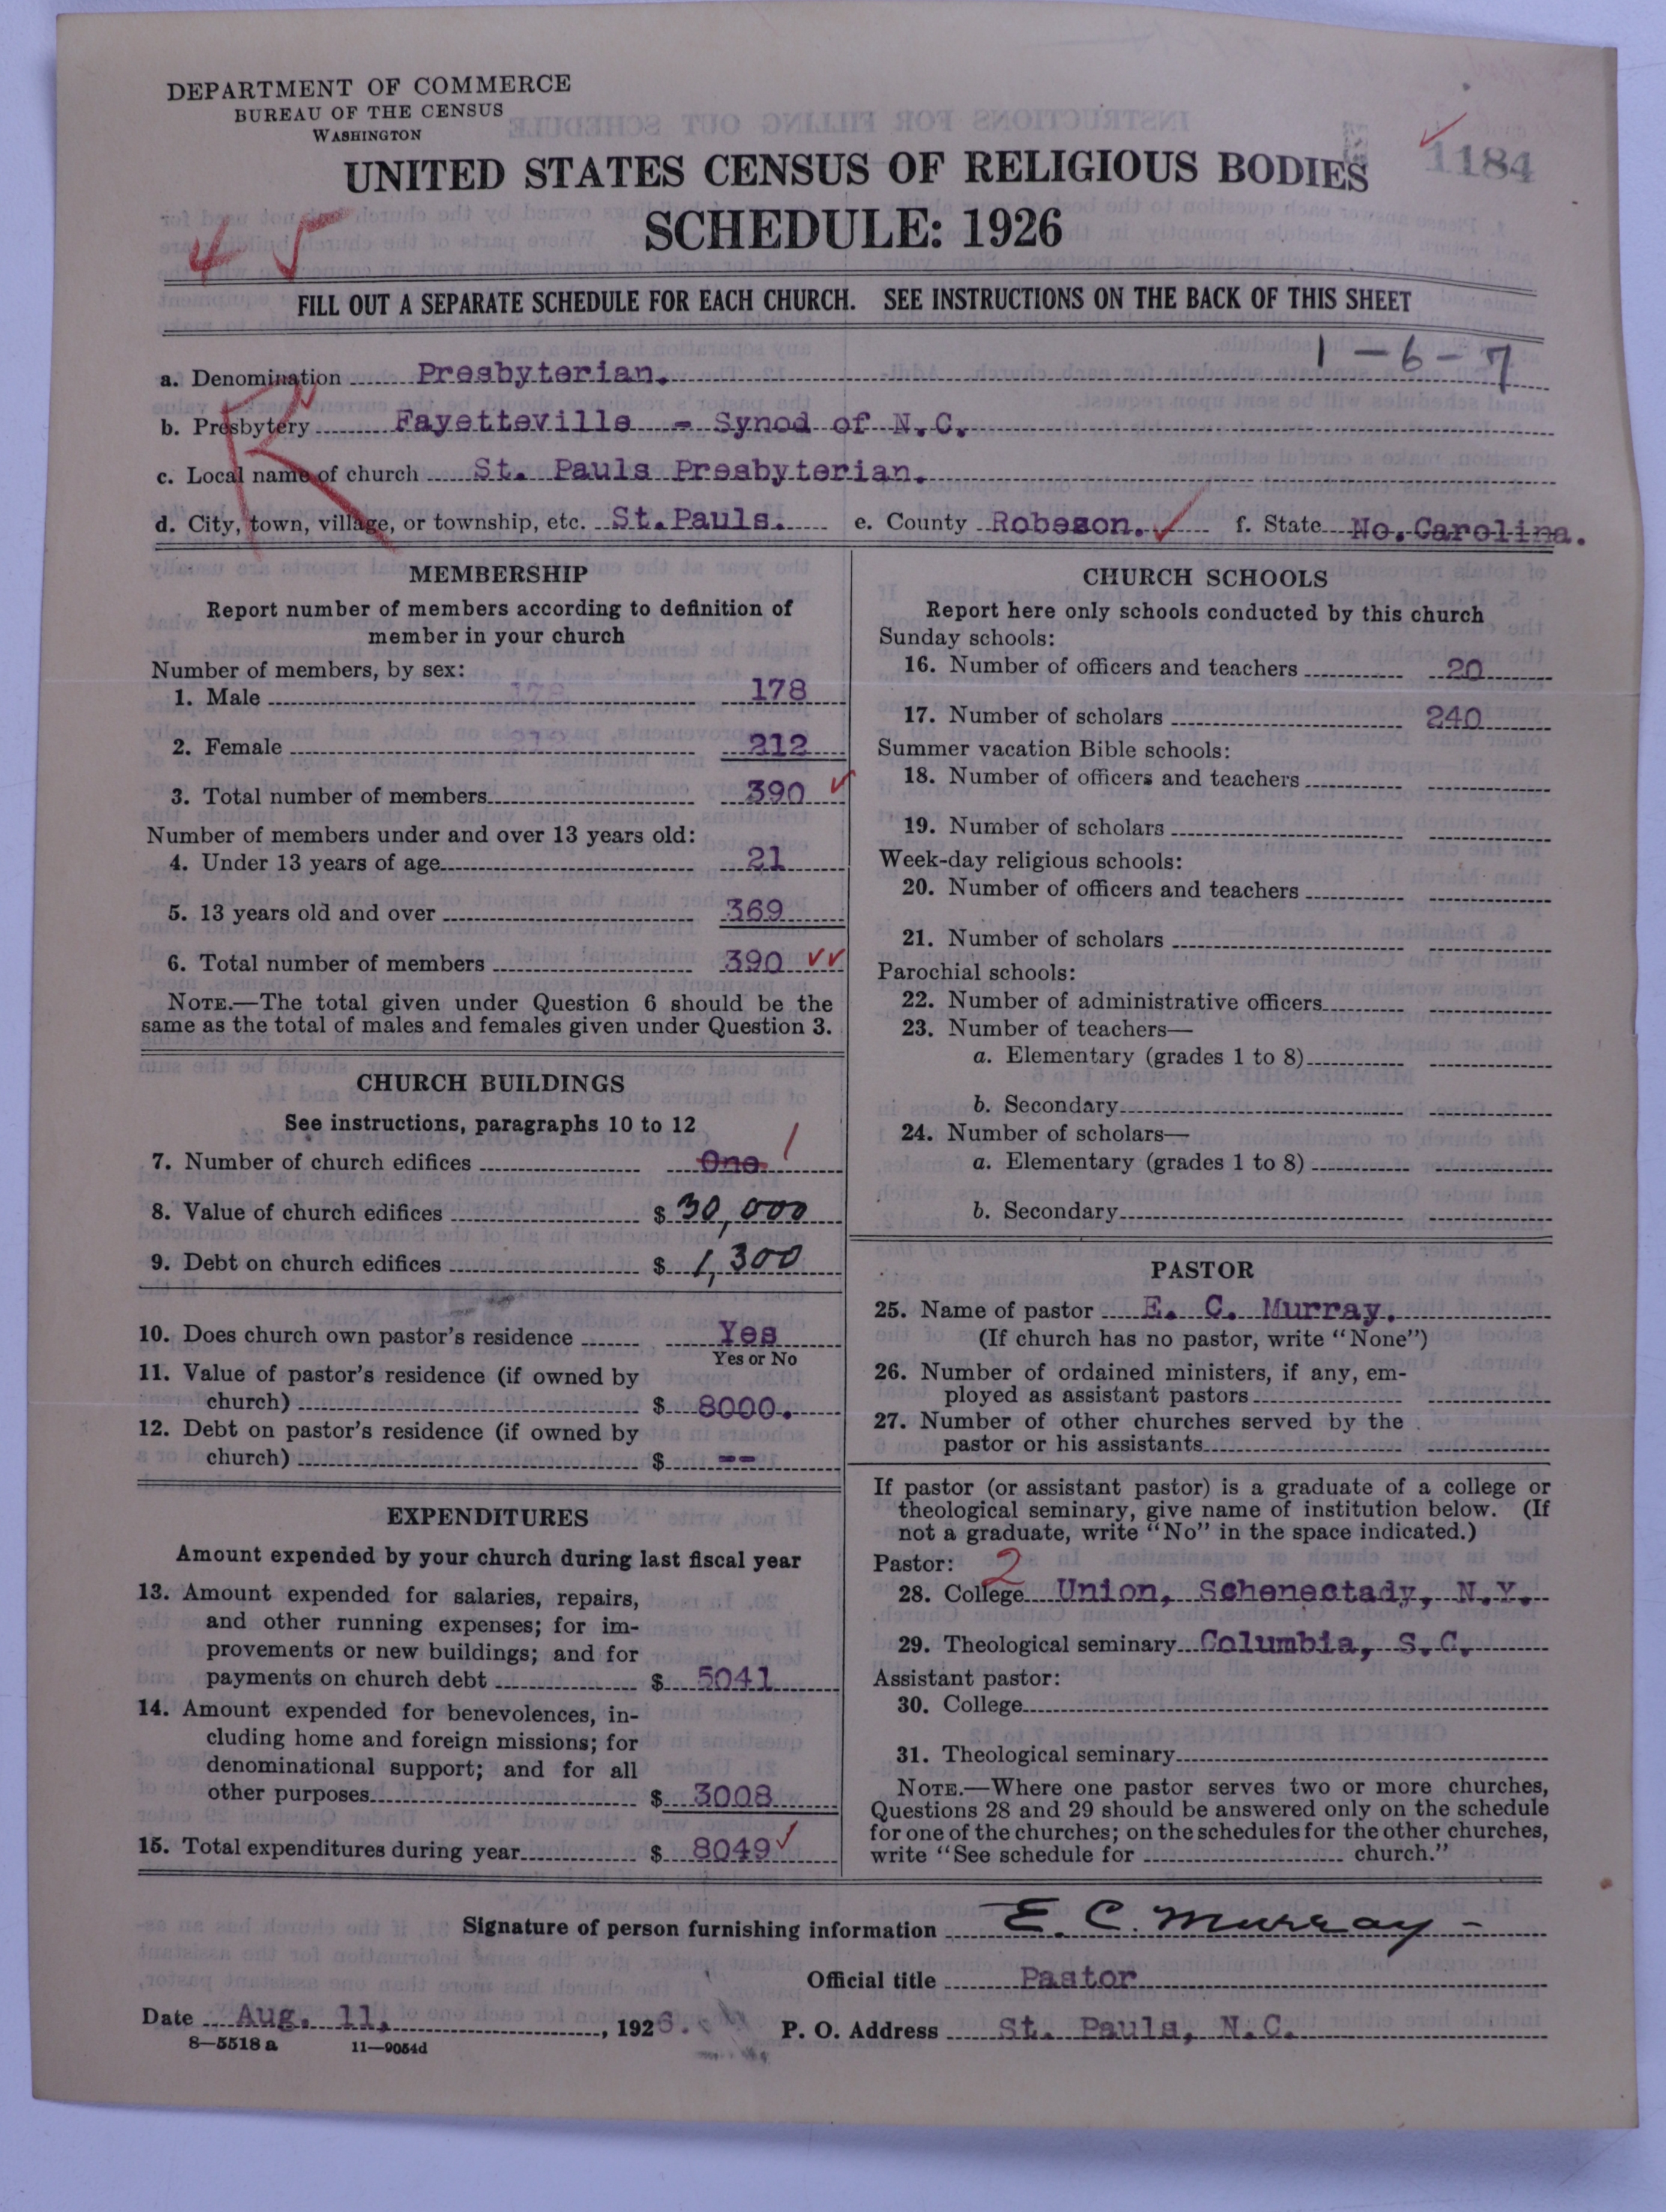 DEPARTMENT OF COMMERCE
BUREAU OF THE CENSUS
WASHINGTON
1184
UNITED STATES CENSUS OF RELIGIOUS BODIES
SCHEDULE: 1926
45
FILL OUT A SEPARATE SCHEDULE FOR EACH CHURCH. SEE INSTRUCTIONS ON THE BACK OF THIS SHEET
1-6-7
a. Denomination Presbyterian.
b. Presbytery Fayetteville - Synod of N.C.
R
c. Local name of church St. Pauls Presbyterian.
d. City, town, village, or township, etc. St.Pauls. e. County Robeson. f. State No.Carolina.
MEMBERSHIP
Report number of members according to definition of
member in your church
Number of members, by sex:
1. Male 178
2. Female 212
3. Total number of members 390
Number of members under and over 13 years old:
4. Under 13 years of age 21
5. 13 years old and over 369
6. Total number of members 390
NOTE.—The total given under Question 6 should be the
same as the total of males and females given under Question 3.
CHURCH BUILDINGS
See instructions, paragraphs 10 to 12
7. Number of church edifices One 1
8. Value of church edifices $ 30,000
9. Debt on church edifices $ 1,300
10. Does church own pastor's residence Yes
Yes or No
11. Value of pastor's residence (if owned by
church) $ 8000.
12. Debt on pastor's residence (if owned by
church) $ --
EXPENDITURES
Amount expended by your church during last fiscal year
13. Amount expended for salaries, repairs,
and other running expenses; for im-
provements or new buildings; and for
payments on church debt $ 5041
14. Amount expended for benevolences, in-
cluding home and foreign missions; for
denominational support; and for all
other purposes $ 3008
15. Total expenditures during year $ 8049
CHURCH SCHOOLS
Report here only schools conducted by this church
Sunday schools:
16. Number of officers and teachers 20
17. Number of scholars 240
Summer vacation Bible schools:
18. Number of officers and teachers
19. Number of scholars
Week-day religious schools:
20. Number of officers and teachers
21. Number of scholars
Parochial schools:
22. Number of administrative officers
23. Number of teachers—
a. Elementary (grades 1 to 8)
b. Secondary
24. Number of scholars—
a. Elementary (grades 1 to 8)
b. Secondary
PASTOR
25. Name of pastor E. C. Murray.
(If church has no pastor, write "None")
26. Number of ordained ministers, if any, em-
ployed as assistant pastors
27. Number of other churches served by the
pastor or his assistants
If pastor (or assistant pastor) is a graduate of a college or
theological seminary, give name of institution below. (If
not a graduate, write "No" in the space indicated.)
Pastor: 2
28. College Union, Schenectady, N.Y.
29. Theological seminary Columbia, S.C.
Assistant pastor:
30. College
31. Theological seminary
NOTE.—Where one pastor serves two or more churches,
Questions 28 and 29 should be answered only on the schedule
for one of the churches; on the schedules for the other churches,
write "See schedule for church."
Signature of person furnishing information E. C. Murray -
Official title Pastor
Date Aug. 11, , 1926. P. O. Address St. Pauls, N.C.
8—5518a 11—9054d